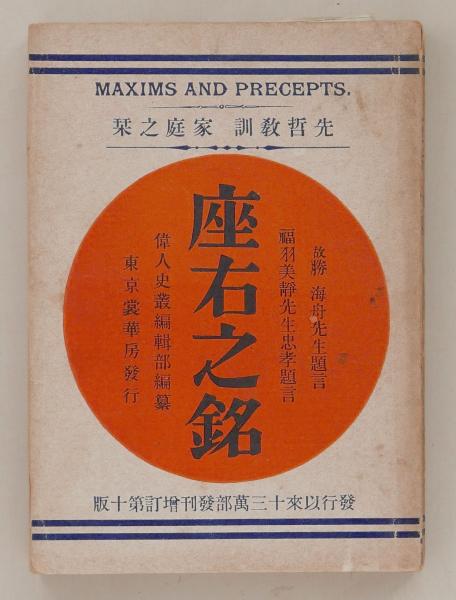 MAXIMS AND PRECEPTS.
先哲教訓 家庭之栞
故勝 海舟先生題言
福羽美靜先生忠孝題言
座右之銘
偉人史叢編輯部編纂
東京裳華房發行
發行以來十三萬部發刊增訂第十版